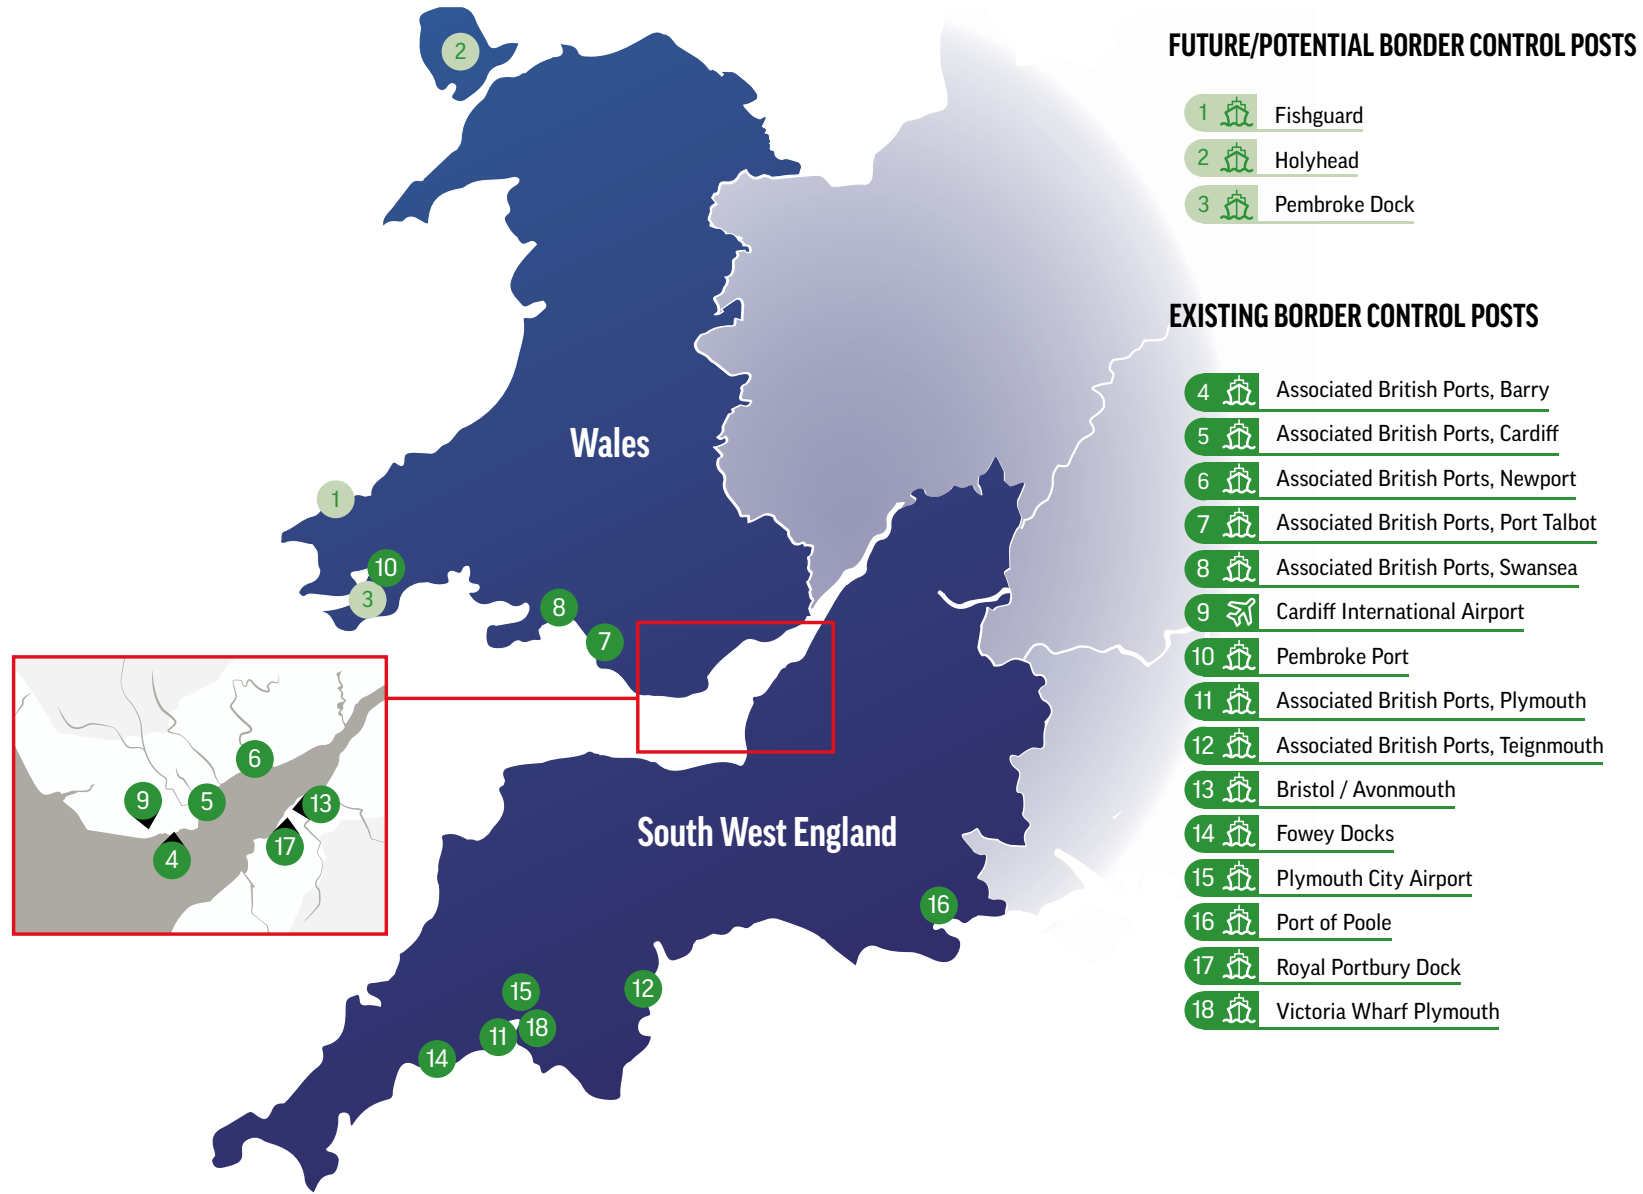 FUTURE/POTENTIAL BORDER CONTROL POSTS
1 Fishguard
2 Holyhead
3 Pembroke Dock
EXISTING BORDER CONTROL POSTS
4 Associated British Ports, Barry
5 Associated British Ports, Cardiff
6 Associated British Ports, Newport
7 Associated British Ports, Port Talbot
8 Associated British Ports, Swansea
9 Cardiff International Airport
10 Pembroke Port
11 Associated British Ports, Plymouth
12 Associated British Ports, Teignmouth
13 Bristol / Avonmouth
14 Fowey Docks
15 Plymouth City Airport
16 Port of Poole
17 Royal Portbury Dock
18 Victoria Wharf Plymouth
2
Wales
1
10
3
8
7
6
9
5
13
17
4
South West England
16
12
15
18
11
14